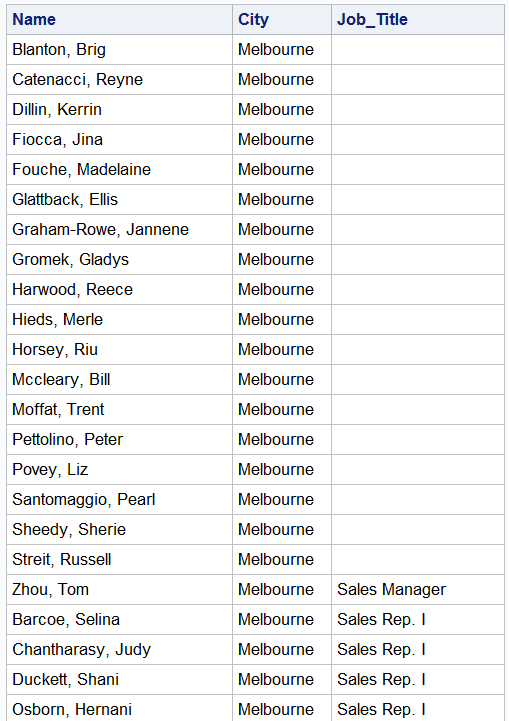 Name City Job_Title
Blanton, Brig Melbourne
Catenacci, Reyne Melbourne
Dillin, Kerrin Melbourne
Fiocca, Jina Melbourne
Fouche, Madelaine Melbourne
Glattback, Ellis Melbourne
Graham-Rowe, Jannene Melbourne
Gromek, Gladys Melbourne
Harwood, Reece Melbourne
Hieds, Merle Melbourne
Horsey, Riu Melbourne
Mccleary, Bill Melbourne
Moffat, Trent Melbourne
Pettolino, Peter Melbourne
Povey, Liz Melbourne
Santomaggio, Pearl Melbourne
Sheedy, Sherie Melbourne
Streit, Russell Melbourne
Zhou, Tom Melbourne Sales Manager
Barcoe, Selina Melbourne Sales Rep. I
Chantharasy, Judy Melbourne Sales Rep. I
Duckett, Shani Melbourne Sales Rep. I
Osborn, Hernani Melbourne Sales Rep. I